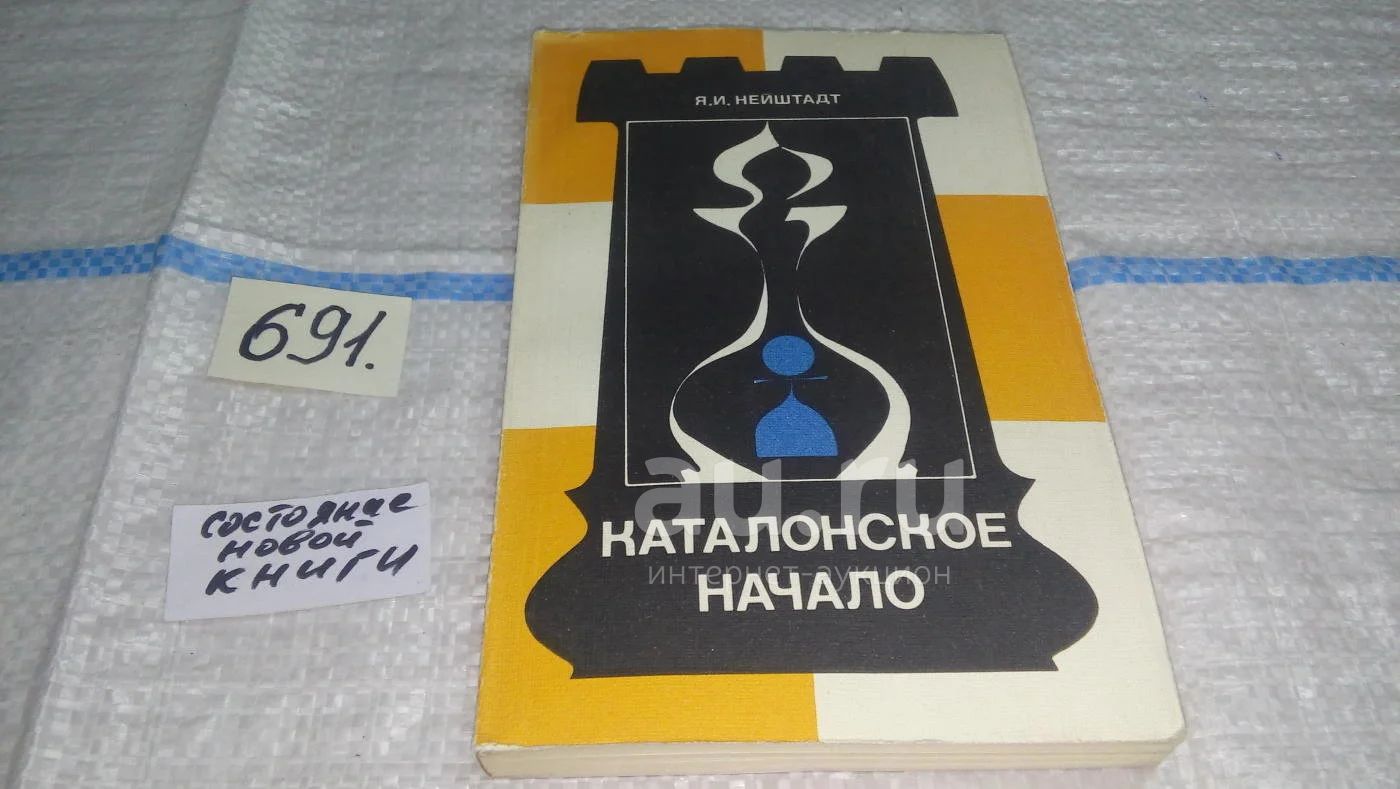 Я.И. НЕЙШТАДТ
691.
состояние
новой
книги
au.ru
КАТАЛОНСКОЕ
интернет-аукцион
НАЧАЛО